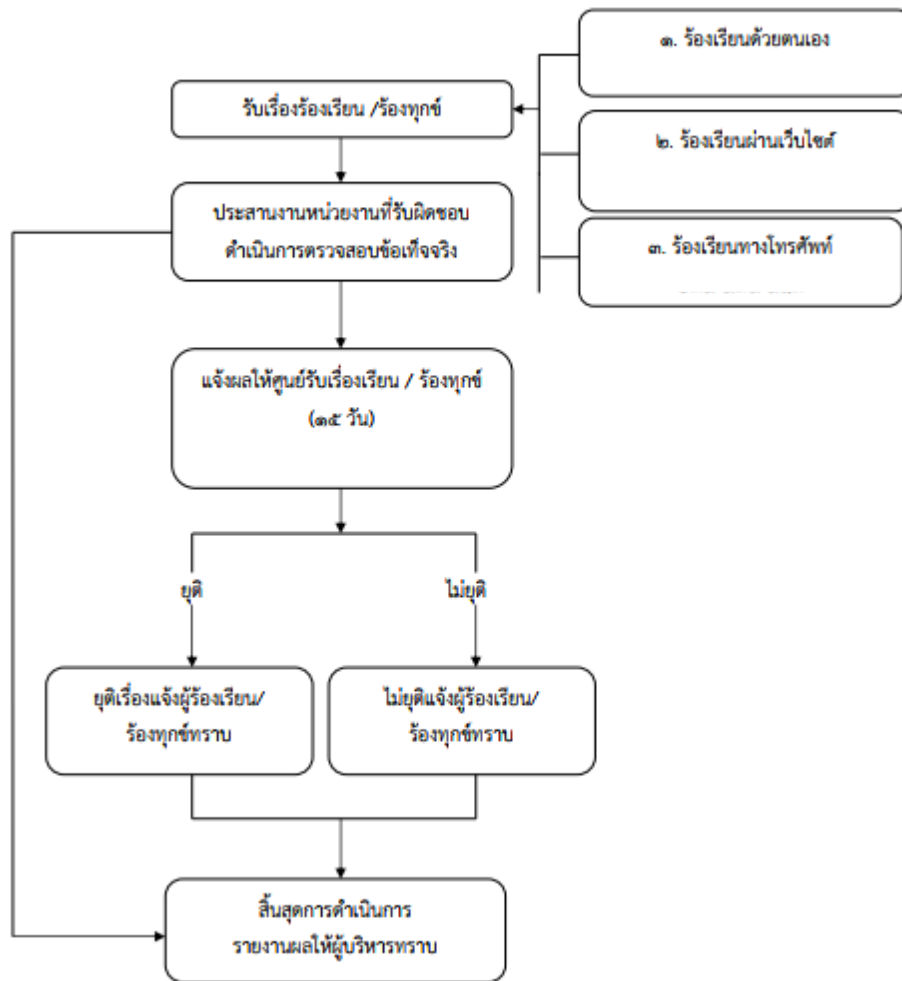 ๑. ร้องเรียนด้วยตนเอง
รับเรื่องร้องเรียน /ร้องทุกข์
๒. ร้องเรียนผ่านเว็บไซต์
ประสานงานหน่วยงานที่รับผิดชอบ
ดำเนินการตรวจสอบข้อเท็จจริง
๓. ร้องเรียนทางโทรศัพท์
แจ้งผลให้ศูนย์รับเรื่องเรียน / ร้องทุกข์
(๑๕ วัน)
ยุติ
ไม่ยุติ
ยุติเรื่องแจ้งผู้ร้องเรียน/
ร้องทุกข์ทราบ
ไม่ยุติแจ้งผู้ร้องเรียน/
ร้องทุกข์ทราบ
สิ้นสุดการดำเนินการ
รายงานผลให้ผู้บริหารทราบ